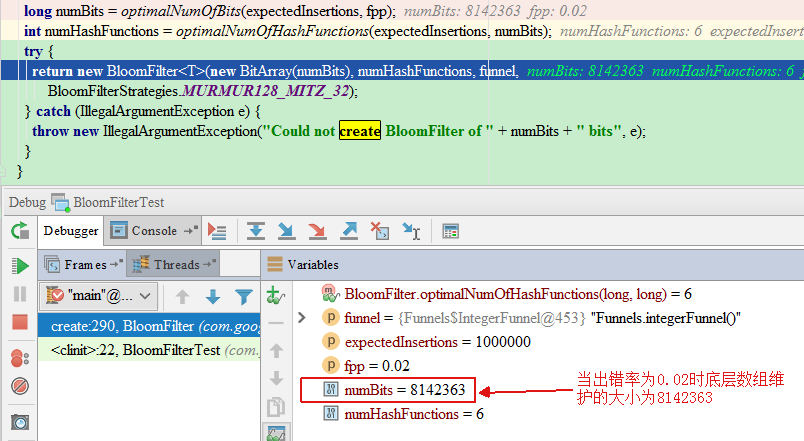 long numBits = optimalNumOfBits(expectedInsertions, fpp); numBits: 8142363 fpp: 0.02
int numHashFunctions = optimalNumOfHashFunctions(expectedInsertions, numBits); numHashFunctions: 6 expectedInsertion
try {
return new BloomFilter<T>(new BitArray(numBits), numHashFunctions, funnel, numBits: 8142363 numHashFunctions: 6
BloomFilterStrategies.MURMUR128_MITZ_32);
} catch (IllegalArgumentException e) {
throw new IllegalArgumentException("Could not create BloomFilter of " + numBits + " bits", e);
}
}
Debug BloomFilterTest
Debugger Console
Frames Threads Variables
"main"@...
BloomFilter.optimalNumOfHashFunctions(long, long) = 6
create:290, BloomFilter (com.goog
funnel = {Funnels$IntegerFunnel@453} "Funnels.integerFunnel()"
<clinit>:22, BloomFilterTest (com.
expectedInsertions = 1000000
fpp = 0.02
numBits = 8142363
numHashFunctions = 6
当出错率为0.02时底层数组维
护的大小为8142363